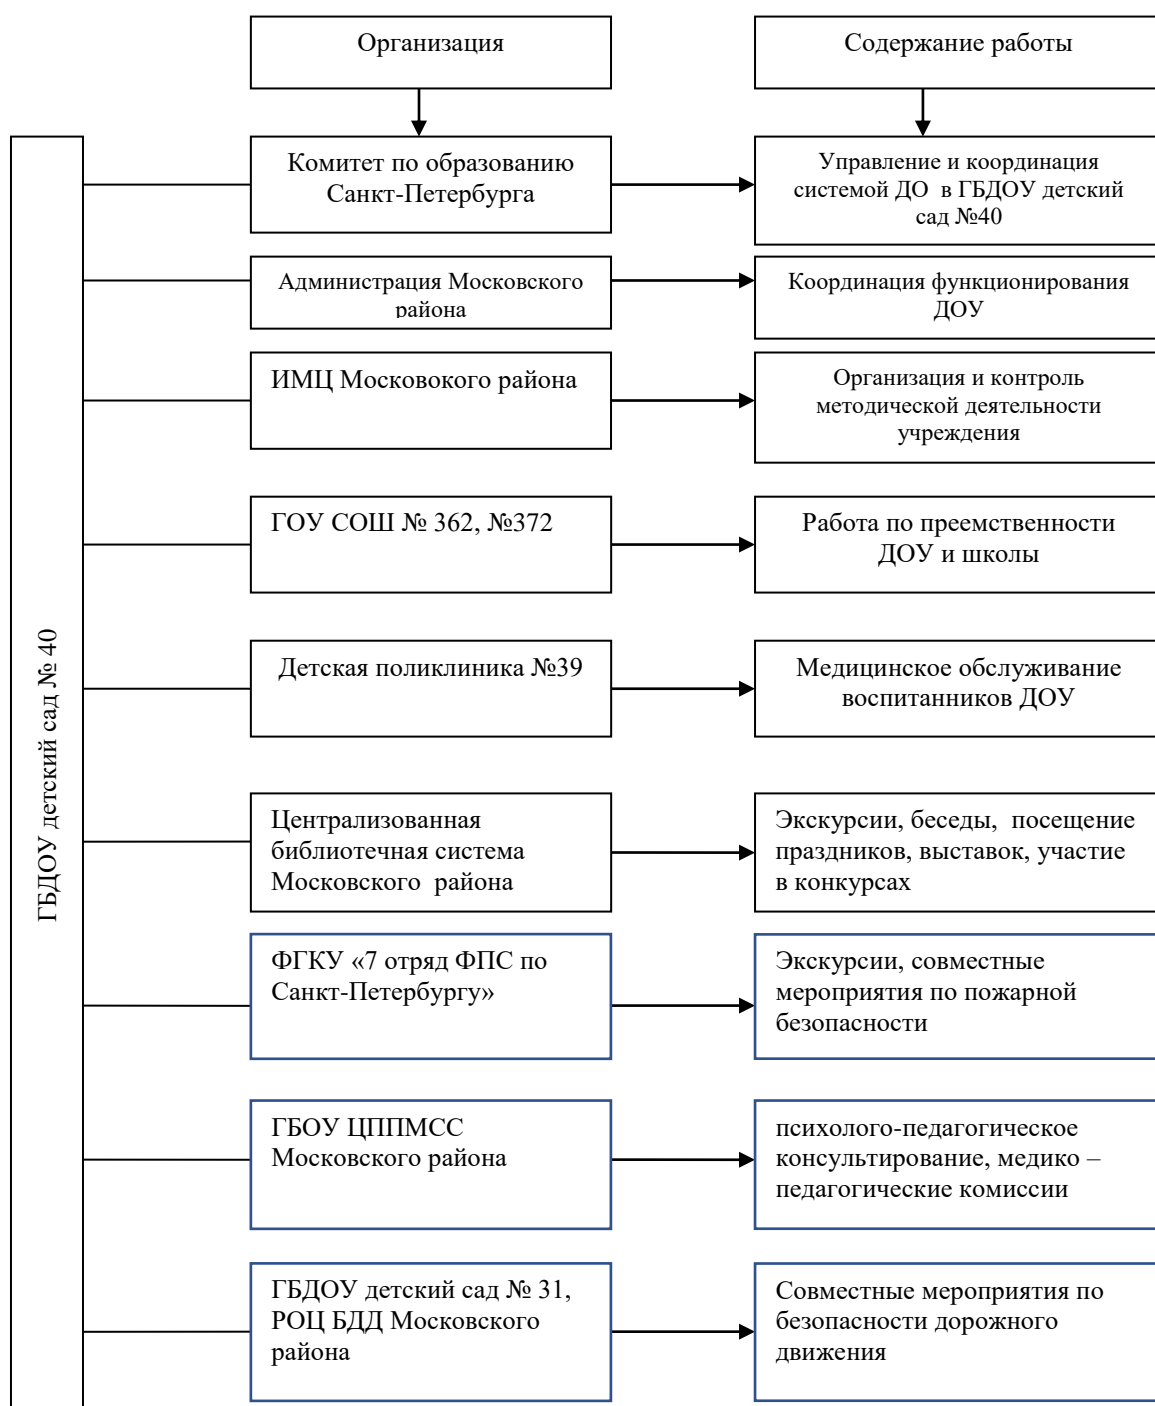 Организация
Содержание работы
ГБДОУ детский сад № 40
Комитет по образованию
Санкт-Петербурга
Управление и координация
системой ДО в ГБДОУ детский
сад №40
Администрация Московского
района
Координация функционирования
ДОУ
ИМЦ Московокого района
Организация и контроль
методической деятельности
учреждения
ГОУ СОШ № 362, №372
Работа по преемственности
ДОУ и школы
Детская поликлиника №39
Медицинское обслуживание
воспитанников ДОУ
Централизованная
библиотечная система
Московского района
Экскурсии, беседы, посещение
праздников, выставок, участие
в конкурсах
ФГКУ «7 отряд ФПС по
Санкт-Петербургу»
Экскурсии, совместные
мероприятия по пожарной
безопасности
ГБОУ ЦППМСС
Московского района
психолого-педагогическое
консультирование, медико –
педагогические комиссии
ГБДОУ детский сад № 31,
РОЦ БДД Московского
района
Совместные мероприятия по
безопасности дорожного
движения